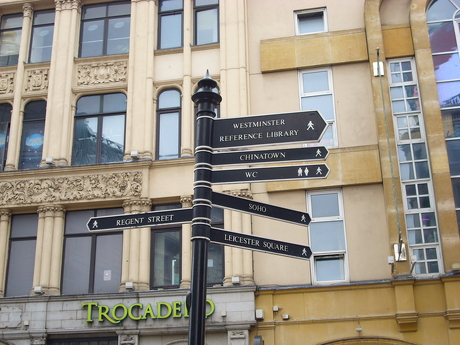 WESTMINSTER
REFERENCE LIBRARY
CHINATOWN
WC
SOHO
REGENT STREET
LEICESTER SQUARE
TROCADERO